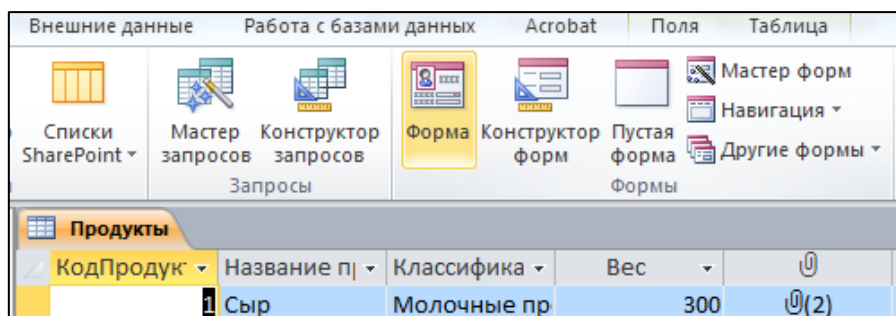 Внешние данные Работа с базами данных Acrobat Поля Таблица
Списки SharePoint
Мастер запросов
Конструктор запросов
Запросы
Форма
Конструктор форм
Пустая форма
Мастер форм
Навигация
Другие формы
Формы
Продукты
КодПродук Название п Классифика Вес
1 Сыр Молочные пр 300 (2)